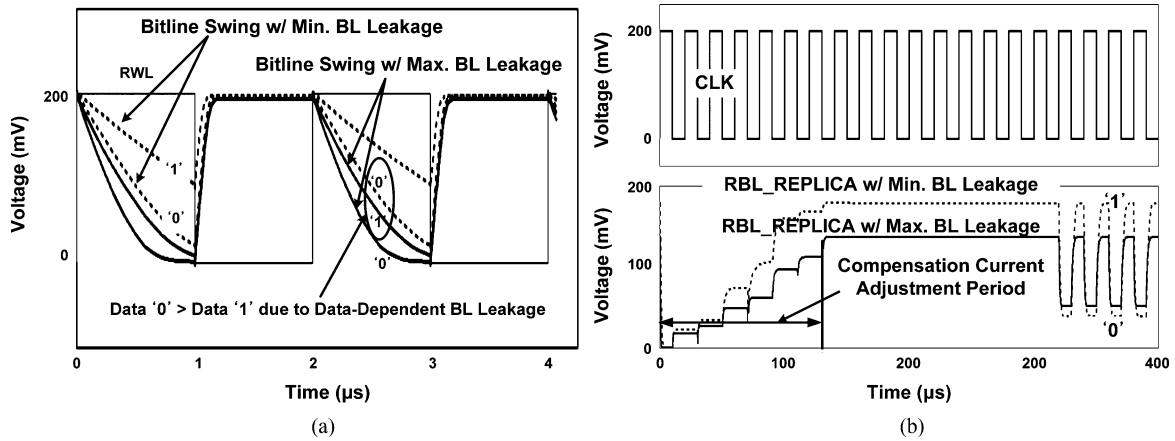 Bitline Swing w/ Min. BL Leakage
RWL
Bitline Swing w/ Max. BL Leakage
200
Voltage (mV)
0
'1'
'0'
'0'
'1'
'0'
Data '0' > Data '1' due to Data-Dependent BL Leakage
0
1
2
3
4
Time (µs)
(a)
200
Voltage (mV)
0
CLK
200
Voltage (mV)
100
0
RBL_REPLICA w/ Min. BL Leakage
RBL_REPLICA w/ Max. BL Leakage
Compensation Current
Adjustment Period
'1'
'0'
0
100
200
200
400
Time (µs)
(b)